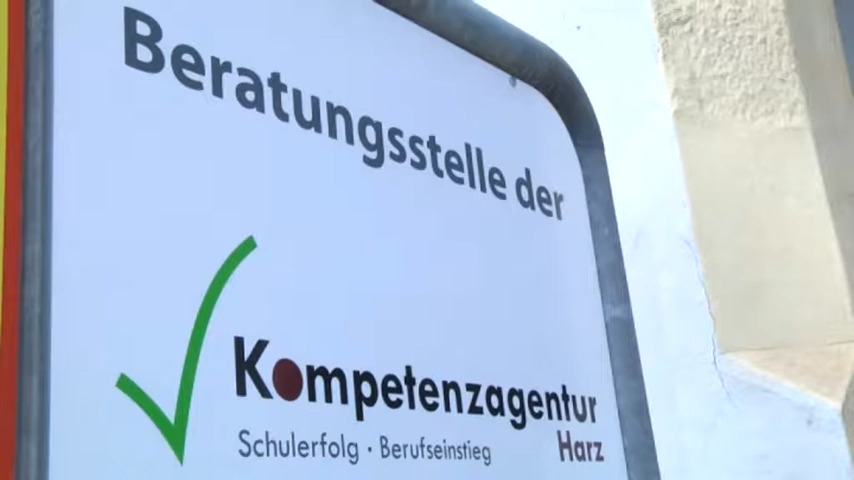 Beratungsstelle der
Kompetenzagentur
Schulerfolg · Berufseinstieg Harz